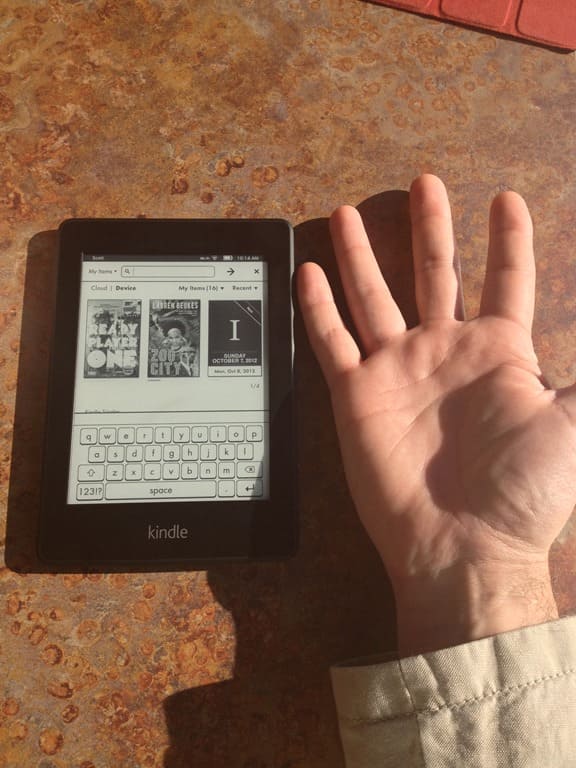 Scott 10:14 AM
My Items
Cloud | Device My Items (16) Recent
READY
PLAYER
ONE
LAUREN BEUKES
ZOO
CITY
I
SUNDAY
OCTOBER 7, 2012
Mon, Oct 8, 2012
1/4
q w e r t y u i o p
a s d f g h j k l
z x c v b n m
123!? space .
kindle